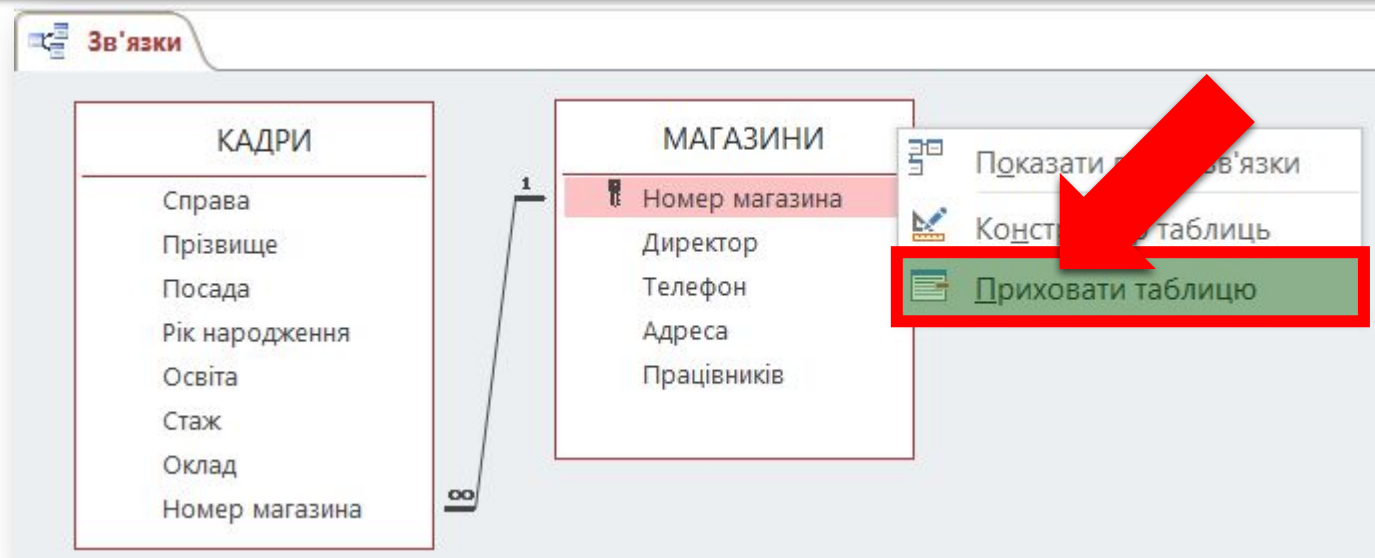 Зв'язки
КАДРИ
Справа
Прізвище
Посада
Рік народження
Освіта
Стаж
Оклад
Номер магазина
1
∞
МАГАЗИНИ
Номер магазина
Директор
Телефон
Адреса
Працівників
Показати
таблиць
Приховати таблицю